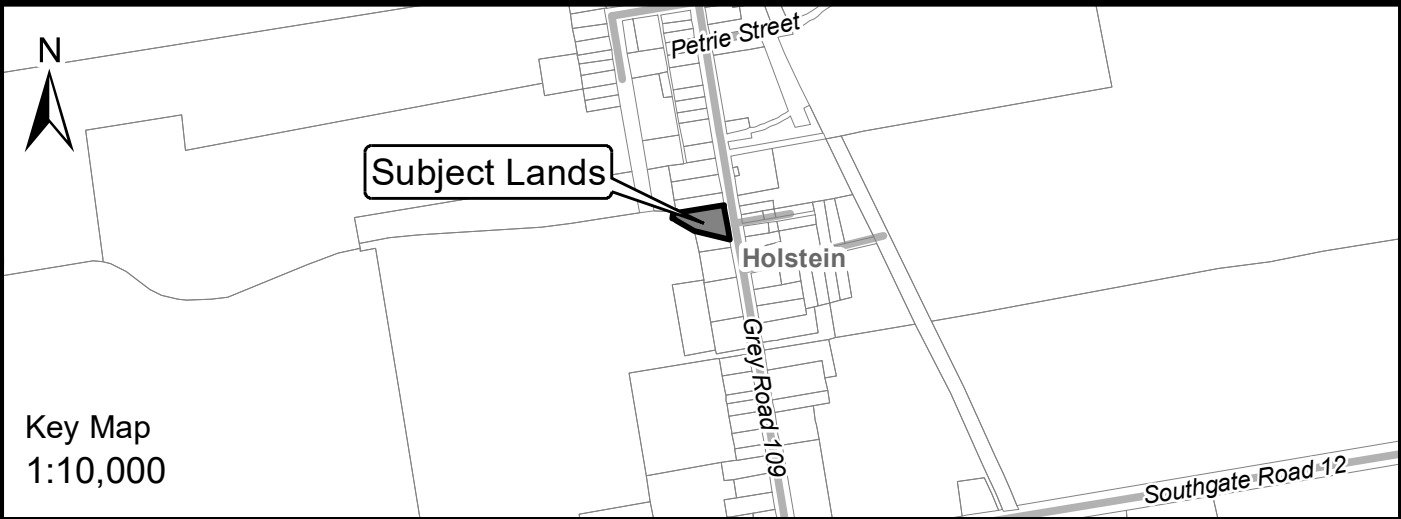 N
Petrie Street
Subject Lands
Holstein
Grey Road 109
Key Map
1:10,000
Southgate Road 12